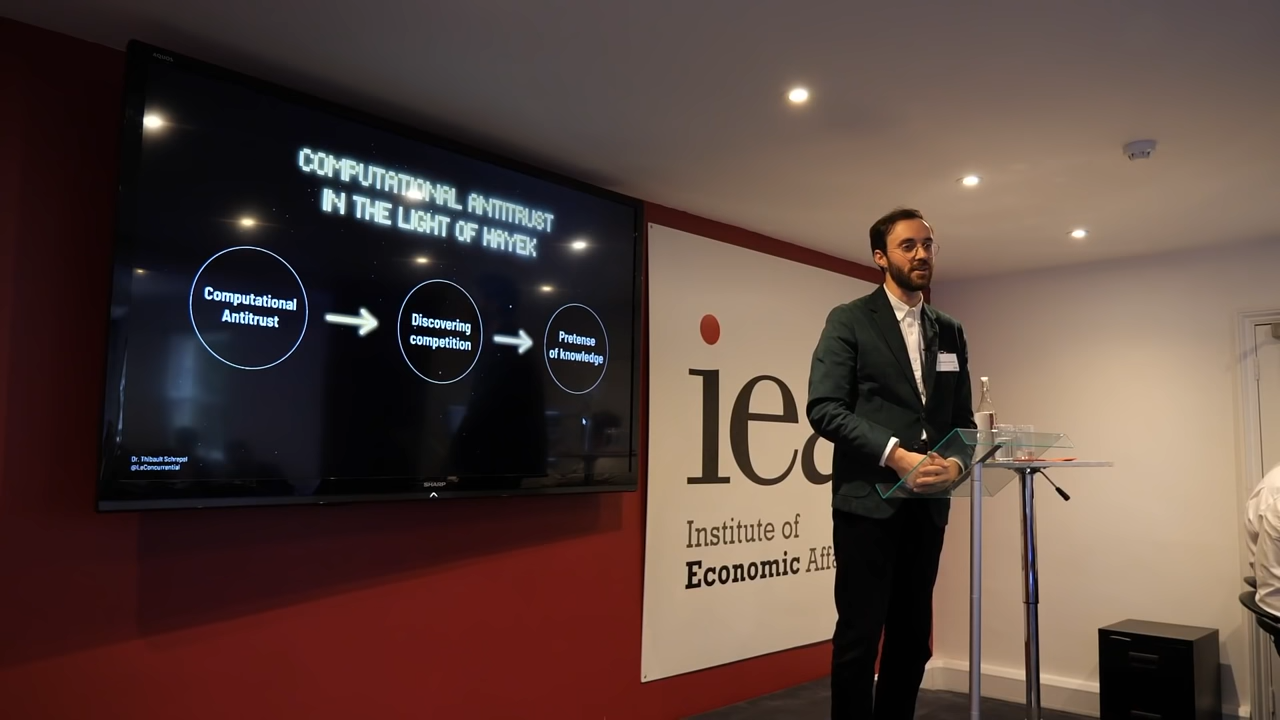 COMPUTATIONAL ANTITRUST
IN THE LIGHT OF HAYEK
Computational
Antitrust
Discovering
competition
Pretense
of knowledge
Dr. Thibault Schrepel
@LeConcurrential
SHARP
iea
Institute of
Economic Affa